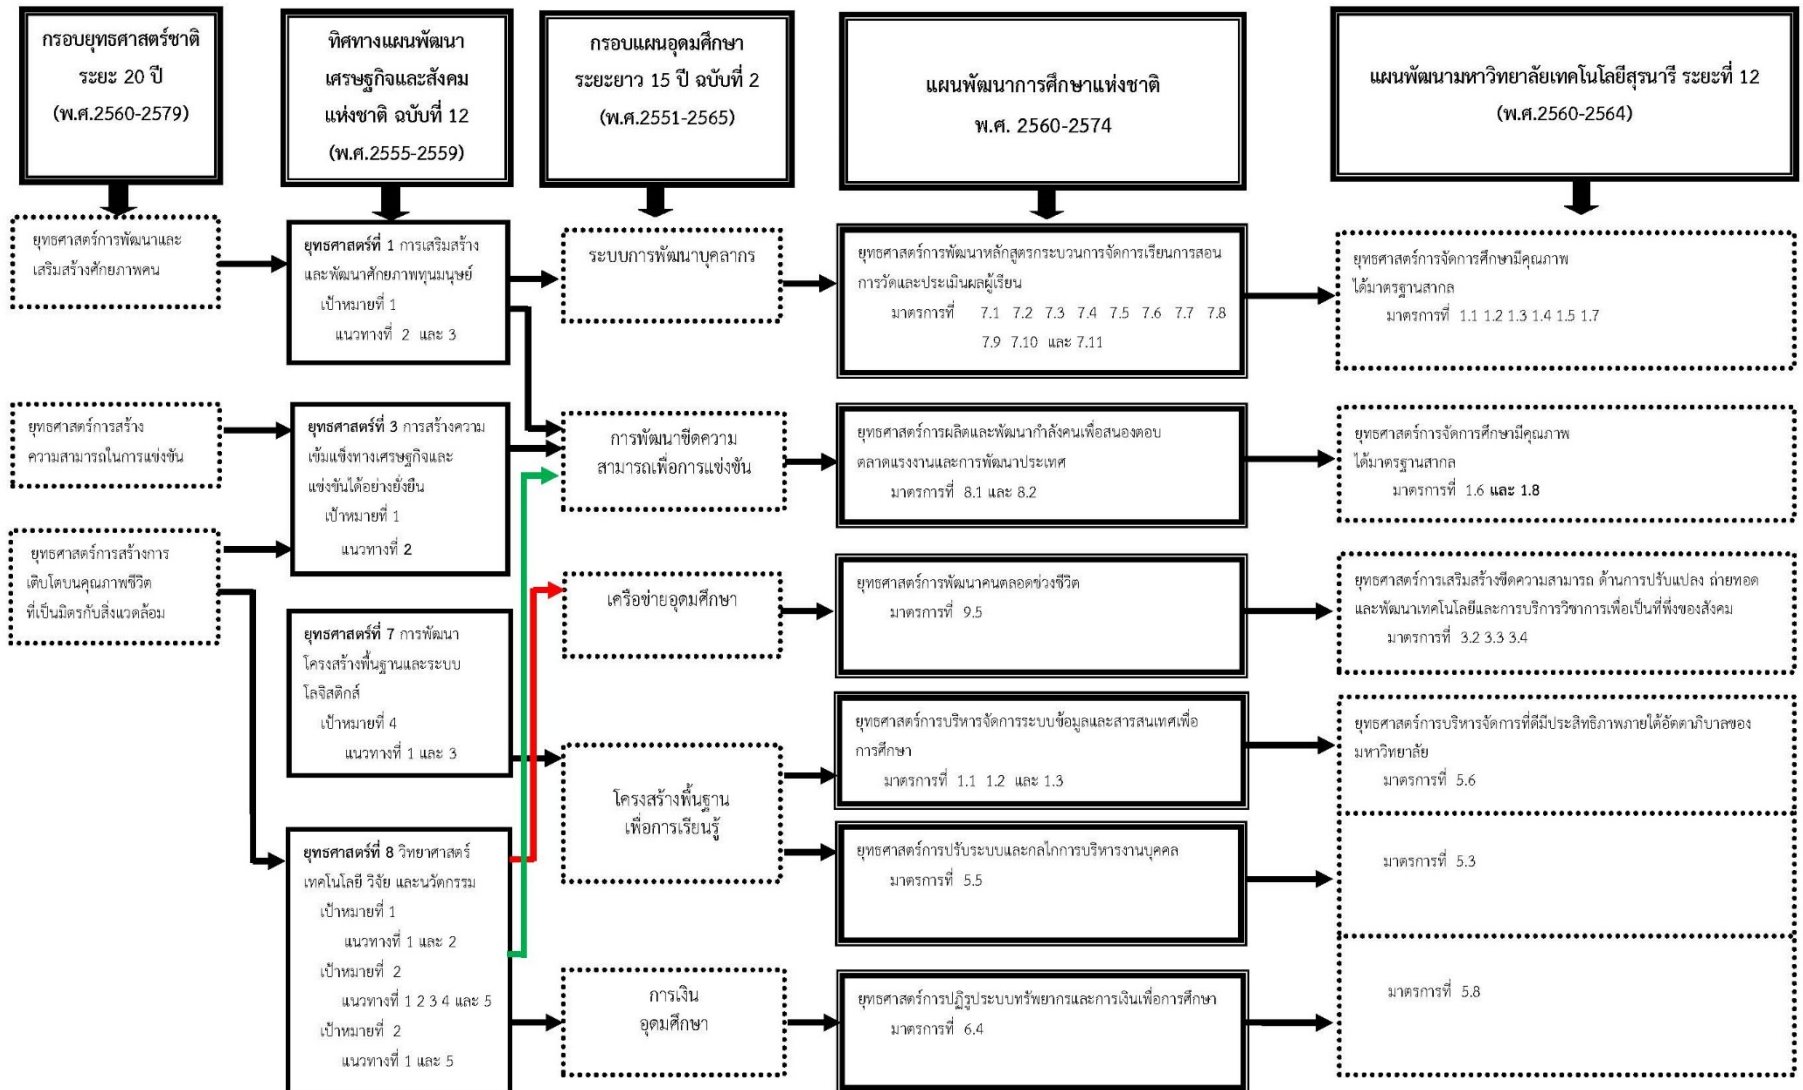 กรอบยุทธศาสตร์ชาติ
ระยะ 20 ปี
(พ.ศ.2560-2579)
ทิศทางแผนพัฒนา
เศรษฐกิจและสังคม
แห่งชาติ ฉบับที่ 12
(พ.ศ.2555-2559)
กรอบแผนอุดมศึกษา
ระยะยาว 15 ปี ฉบับที่ 2
(พ.ศ.2551-2565)
แผนพัฒนาการศึกษาแห่งชาติ
พ.ศ. 2560-2574
แผนพัฒนามหาวิทยาลัยเทคโนโลยีสุรนารี ระยะที่ 12
(พ.ศ.2560-2564)
ยุทธศาสตร์การพัฒนาและ
เสริมสร้างศักยภาพคน
ยุทธศาสตร์ที่ 1 การเสริมสร้าง
และพัฒนาศักยภาพทุนมนุษย์
เป้าหมายที่ 1
แนวทางที่ 2 และ 3
ระบบการพัฒนาบุคลากร
ยุทธศาสตร์การพัฒนาหลักสูตรกระบวนการจัดการเรียนการสอน
การวัดและประเมินผลผู้เรียน
มาตรการที่ 7.1 7.2 7.3 7.4 7.5 7.6 7.7 7.8
7.9 7.10 และ 7.11
ยุทธศาสตร์การจัดการศึกษามีคุณภาพ
ได้มาตรฐานสากล
มาตรการที่ 1.1 1.2 1.3 1.4 1.5 1.7
ยุทธศาสตร์การสร้าง
ความสามารถในการแข่งขัน
ยุทธศาสตร์ที่ 3 การสร้างความ
เข้มแข็งทางเศรษฐกิจและ
แข่งขันได้อย่างยั่งยืน
เป้าหมายที่ 1
แนวทางที่ 2
การพัฒนาขีดความ
สามารถเพื่อการแข่งขัน
ยุทธศาสตร์การผลิตและพัฒนากำลังคนเพื่อสนองตอบ
ตลาดแรงงานและการพัฒนาประเทศ
มาตรการที่ 8.1 และ 8.2
ยุทธศาสตร์การจัดการศึกษามีคุณภาพ
ได้มาตรฐานสากล
มาตรการที่ 1.6 และ 1.8
ยุทธศาสตร์การสร้างการ
เติบโตบนคุณภาพชีวิต
ที่เป็นมิตรกับสิ่งแวดล้อม
เครือข่ายอุดมศึกษา
ยุทธศาสตร์การพัฒนาคนตลอดช่วงชีวิต
มาตรการที่ 9.5
ยุทธศาสตร์การเสริมสร้างขีดความสามารถ ด้านการปรับแปลง ถ่ายทอด
และพัฒนาเทคโนโลยีและการบริการวิชาการเพื่อเป็นที่พึ่งของสังคม
มาตรการที่ 3.2 3.3 3.4
ยุทธศาสตร์ที่ 7 การพัฒนา
โครงสร้างพื้นฐานและระบบ
โลจิสติกส์
เป้าหมายที่ 4
แนวทางที่ 1 และ 3
โครงสร้างพื้นฐาน
เพื่อการเรียนรู้
ยุทธศาสตร์การบริหารจัดการระบบข้อมูลและสารสนเทศเพื่อ
การศึกษา
มาตรการที่ 1.1 1.2 และ 1.3
ยุทธศาสตร์การบริหารจัดการที่ดีมีประสิทธิภาพภายใต้อัตตาภิบาลของ
มหาวิทยาลัย
มาตรการที่ 5.6
ยุทธศาสตร์ที่ 8 วิทยาศาสตร์
เทคโนโลยี วิจัย และนวัตกรรม
เป้าหมายที่ 1
แนวทางที่ 1 และ 2
เป้าหมายที่ 2
แนวทางที่ 1 2 3 4 และ 5
เป้าหมายที่ 2
แนวทางที่ 1 และ 5
ยุทธศาสตร์การปรับระบบและกลไกการบริหารงานบุคคล
มาตรการที่ 5.5
มาตรการที่ 5.3
การเงิน
อุดมศึกษา
ยุทธศาสตร์การปฏิรูประบบทรัพยากรและการเงินเพื่อการศึกษา
มาตรการที่ 6.4
มาตรการที่ 5.8